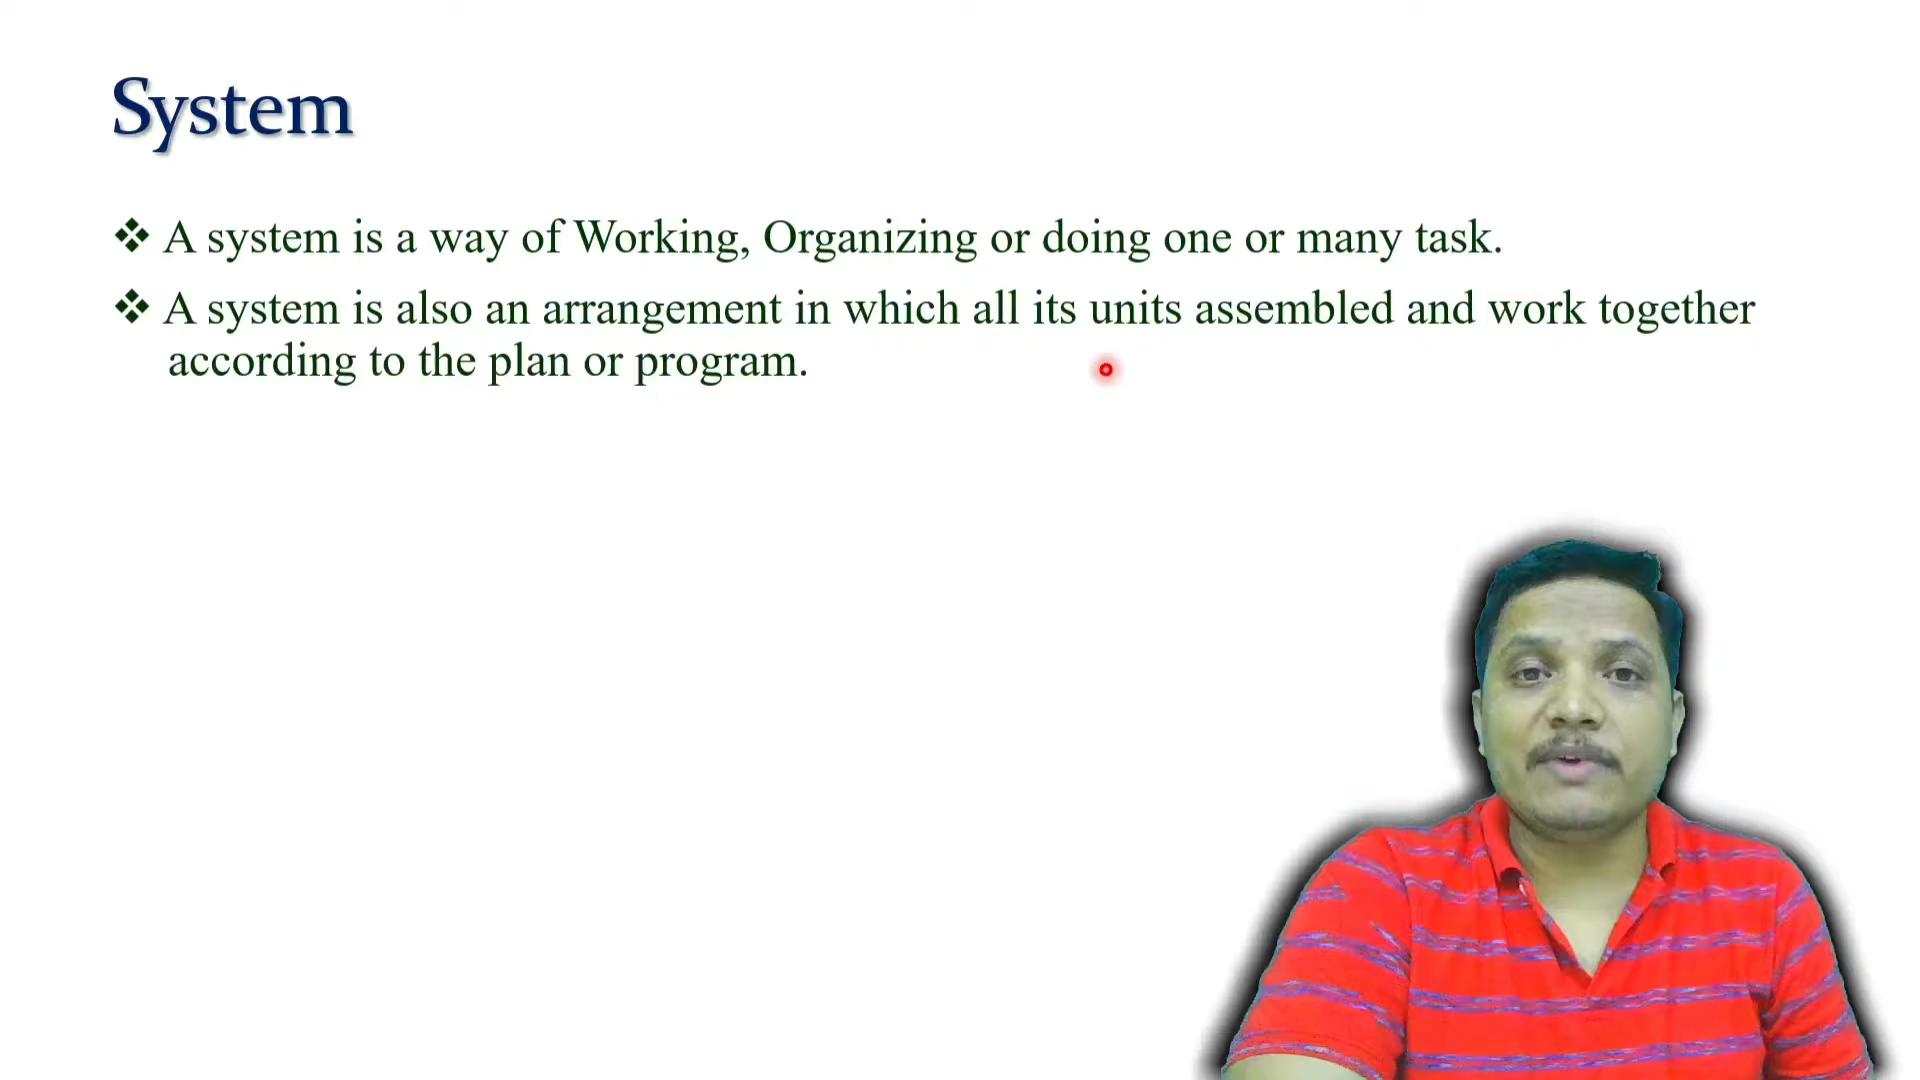 System
❖ A system is a way of Working, Organizing or doing one or many task.
❖ A system is also an arrangement in which all its units assembled and work together
according to the plan or program.